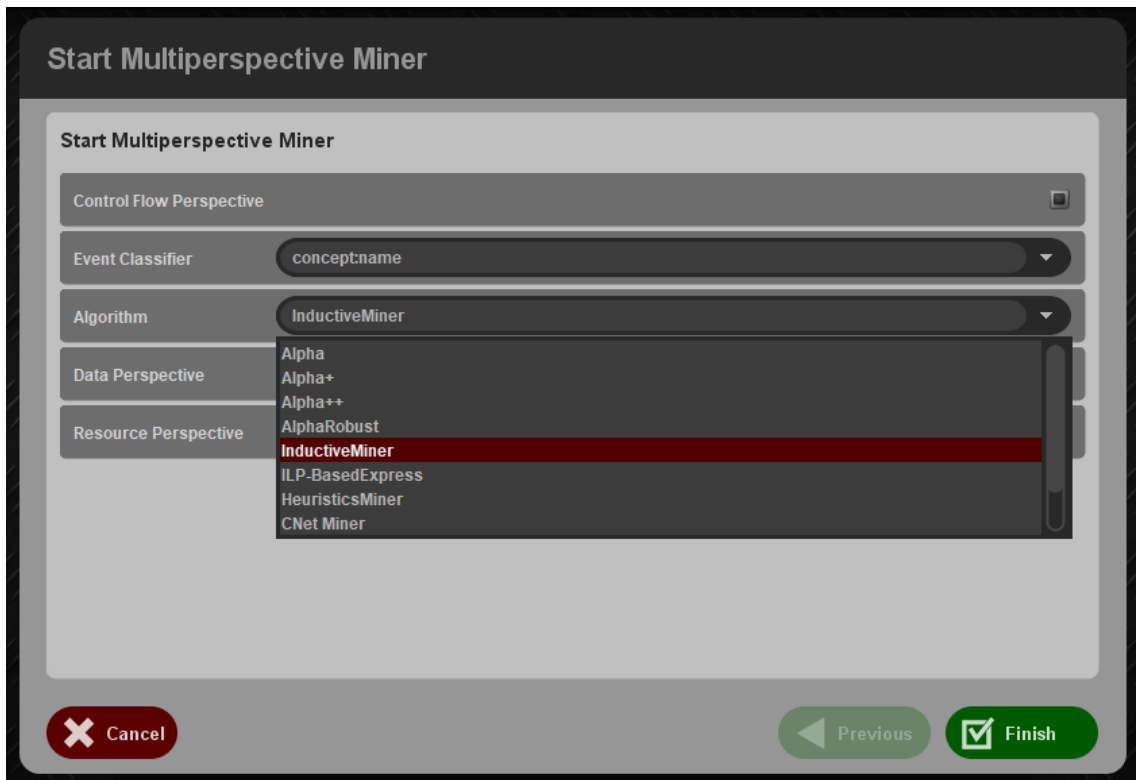 Start Multiperspective Miner
Start Multiperspective Miner
Control Flow Perspective
Event Classifier concept:name
Algorithm InductiveMiner
Data Perspective
Resource Perspective
Alpha
Alpha+
Alpha++
AlphaRobust
InductiveMiner
ILP-BasedExpress
HeuristicsMiner
CNet Miner
Cancel Previous Finish